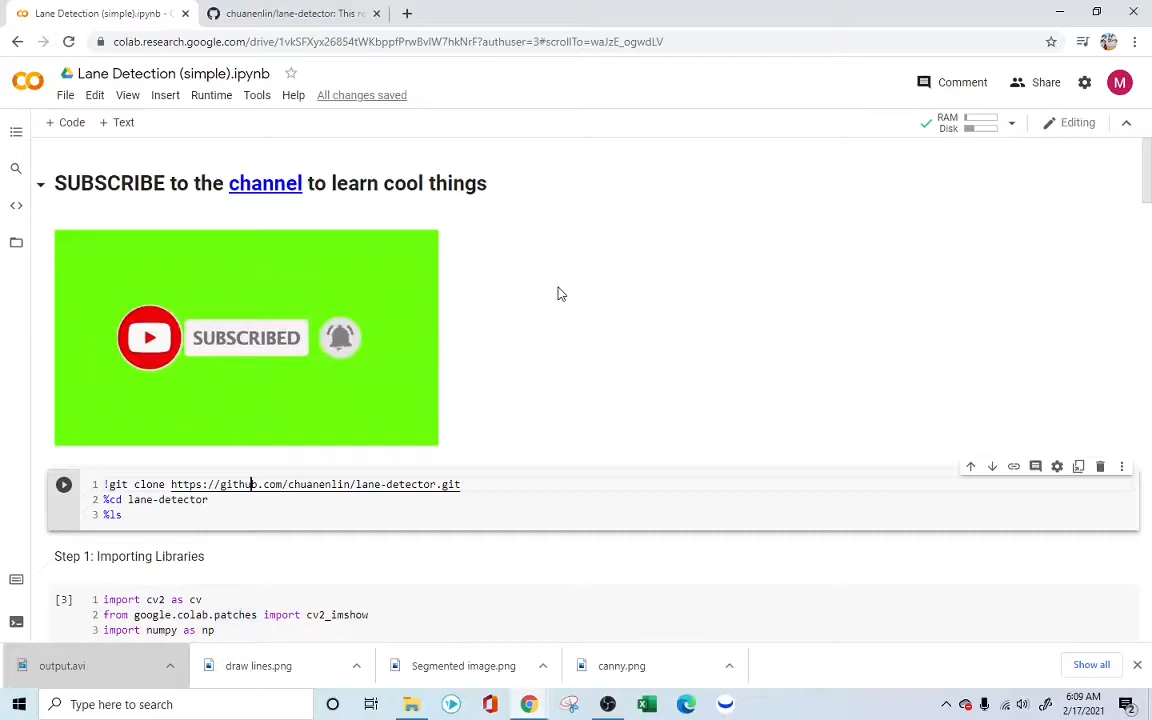 Lane Detection (simple).ipynb - C
chuanenlin/lane-detector: This re
colab.research.google.com/drive/1vkSFXyx26854tWKbppfPrwBvlW7hkNrF?authuser=3#scrollTo=waJzE_ogwdLV
Lane Detection (simple).ipynb
Comment
Share
M
File Edit View Insert Runtime Tools Help All changes saved
+ Code + Text
RAM
Disk
Editing
SUBSCRIBE to the channel to learn cool things
SUBSCRIBED
1 !git clone https://github.com/chuanenlin/lane-detector.git
2 %cd lane-detector
3 %ls
Step 1: Importing Libraries
[3] 1 import cv2 as cv
2 from google.colab.patches import cv2_imshow
3 import numpy as np
output.avi
draw lines.png
Segmented image.png
canny.png
Show all
Type here to search
6:09 AM
2/17/2021
2